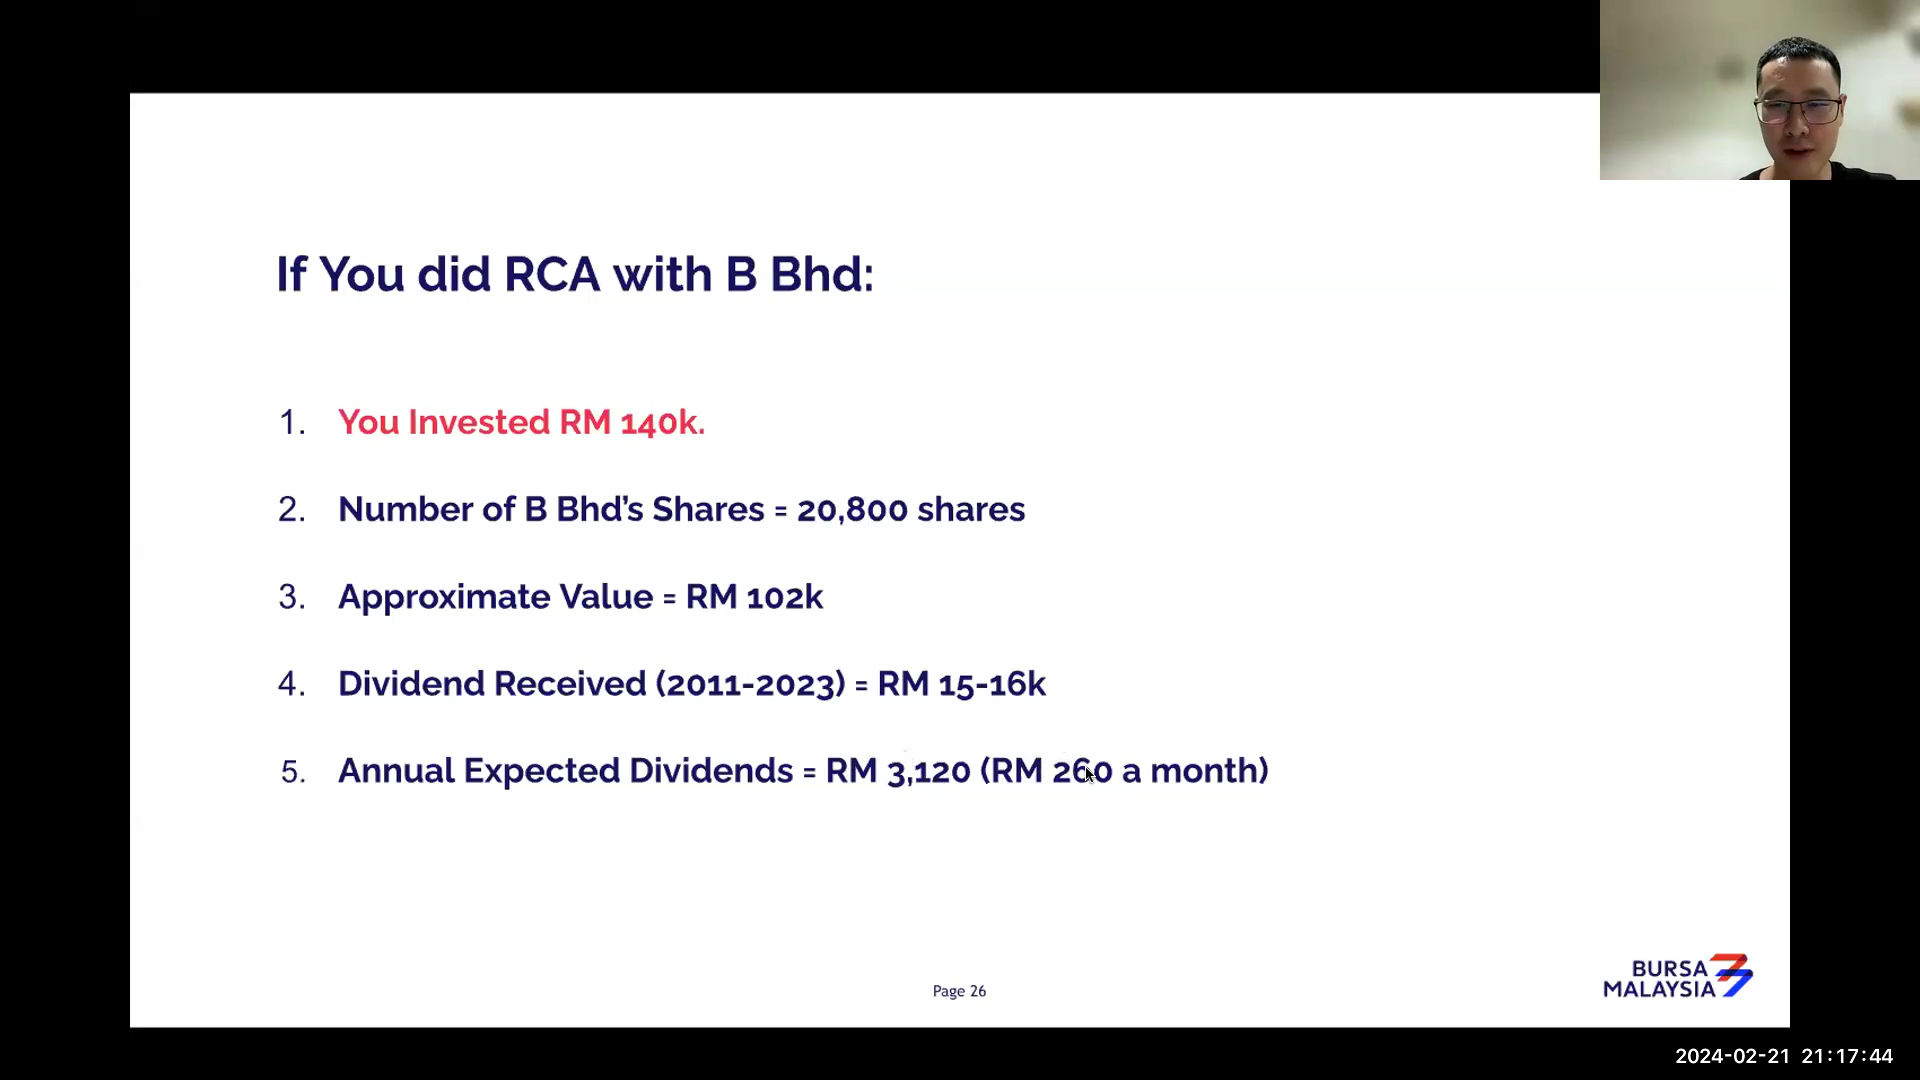 If You did RCA with B Bhd:
1. You Invested RM 140k.
2. Number of B Bhd’s Shares = 20,800 shares
3. Approximate Value = RM 102k
4. Dividend Received (2011-2023) = RM 15-16k
5. Annual Expected Dividends = RM 3,120 (RM 260 a month)
BURSA
MALAYSIA
Page 26
2024-02-21 21:17:44